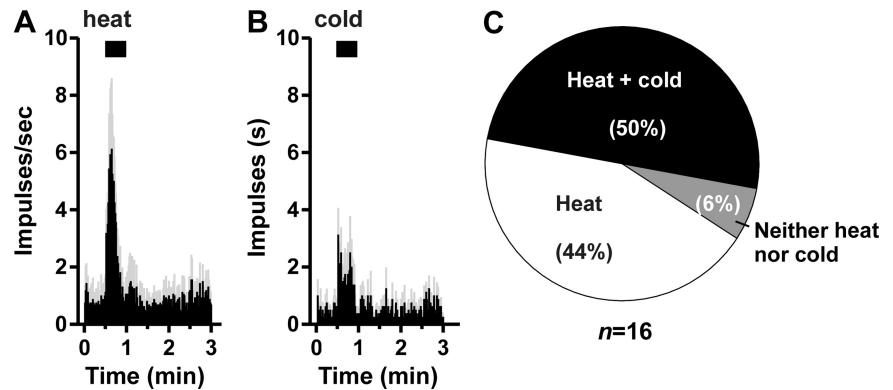 A
heat
Impulses/sec
10
8
6
4
2
0
0
1
2
3
Time (min)
B
cold
Impulses (s)
10
8
6
4
2
0
0
1
2
3
Time (min)
C
Heat + cold
(50%)
(6%)
Heat
(44%)
Neither heat
nor cold
n=16